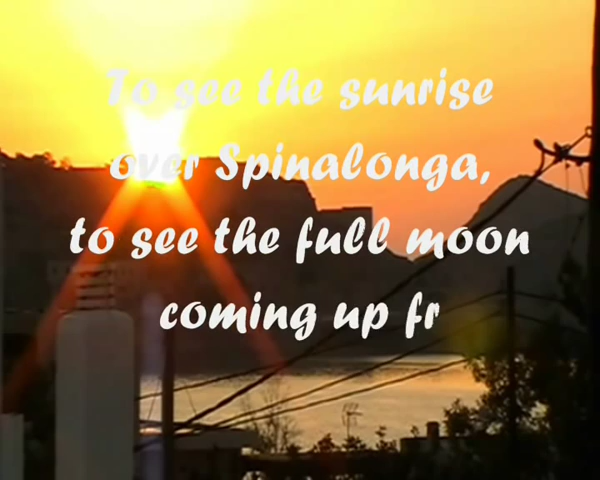 To see the sunrise
over Spinalonga,
to see the full moon
coming up fr